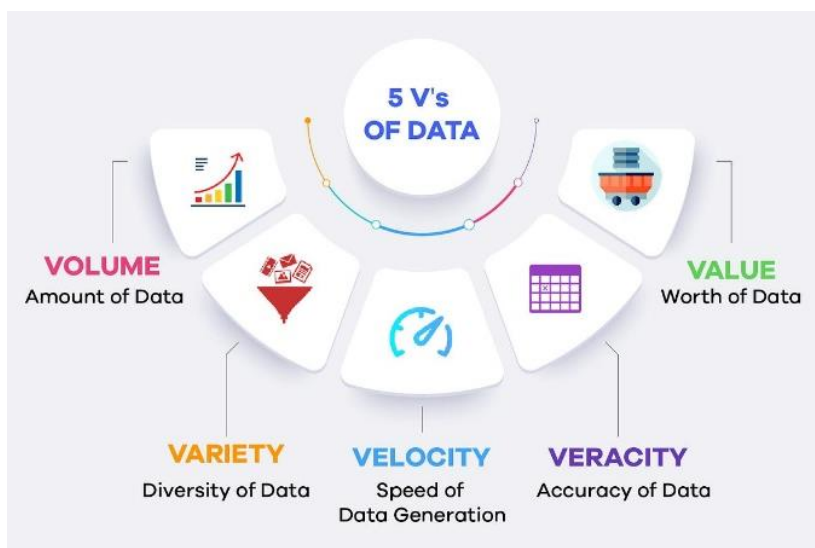 5 V's
OF DATA
VOLUME
Amount of Data
VARIETY
Diversity of Data
VELOCITY
Speed of
Data Generation
VERACITY
Accuracy of Data
VALUE
Worth of Data